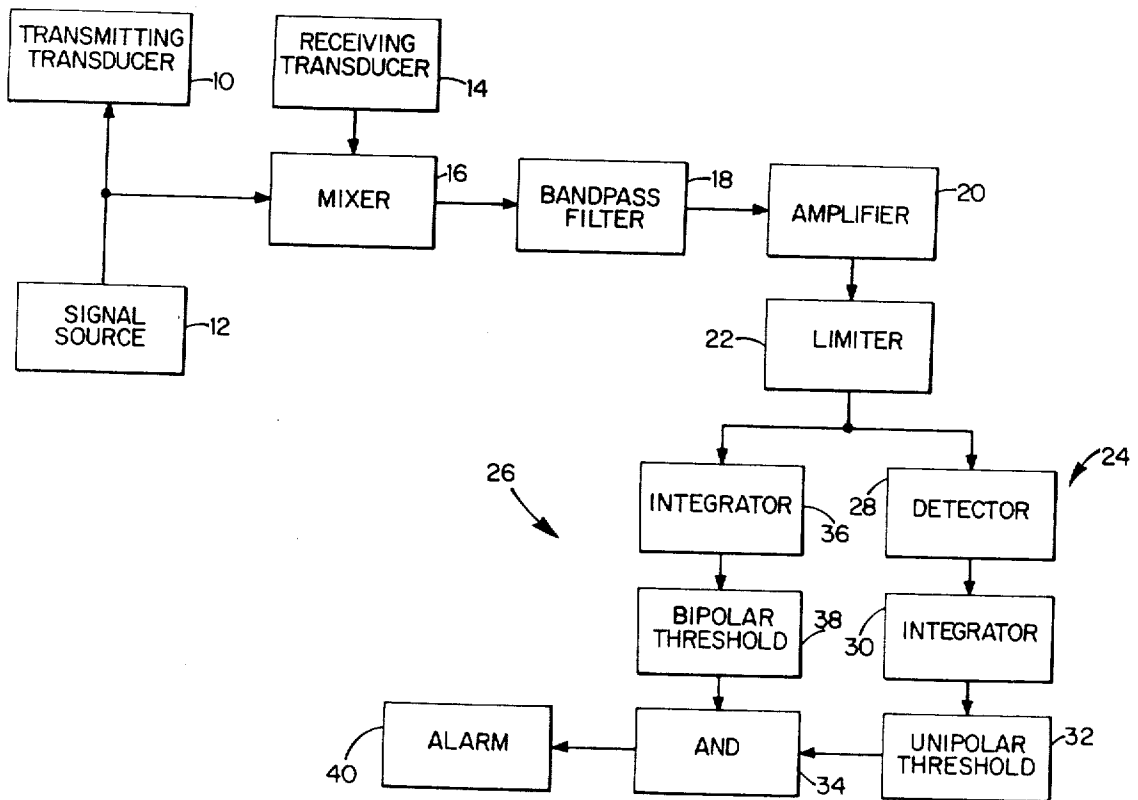 TRANSMITTING
TRANSDUCER
10
RECEIVING
TRANSDUCER
14
MIXER
16
BANDPASS
FILTER
18
AMPLIFIER
20
SIGNAL
SOURCE
12
LIMITER
22
26
24
INTEGRATOR
36
DETECTOR
28
BIPOLAR
THRESHOLD
38
INTEGRATOR
30
ALARM
40
AND
34
UNIPOLAR
THRESHOLD
32